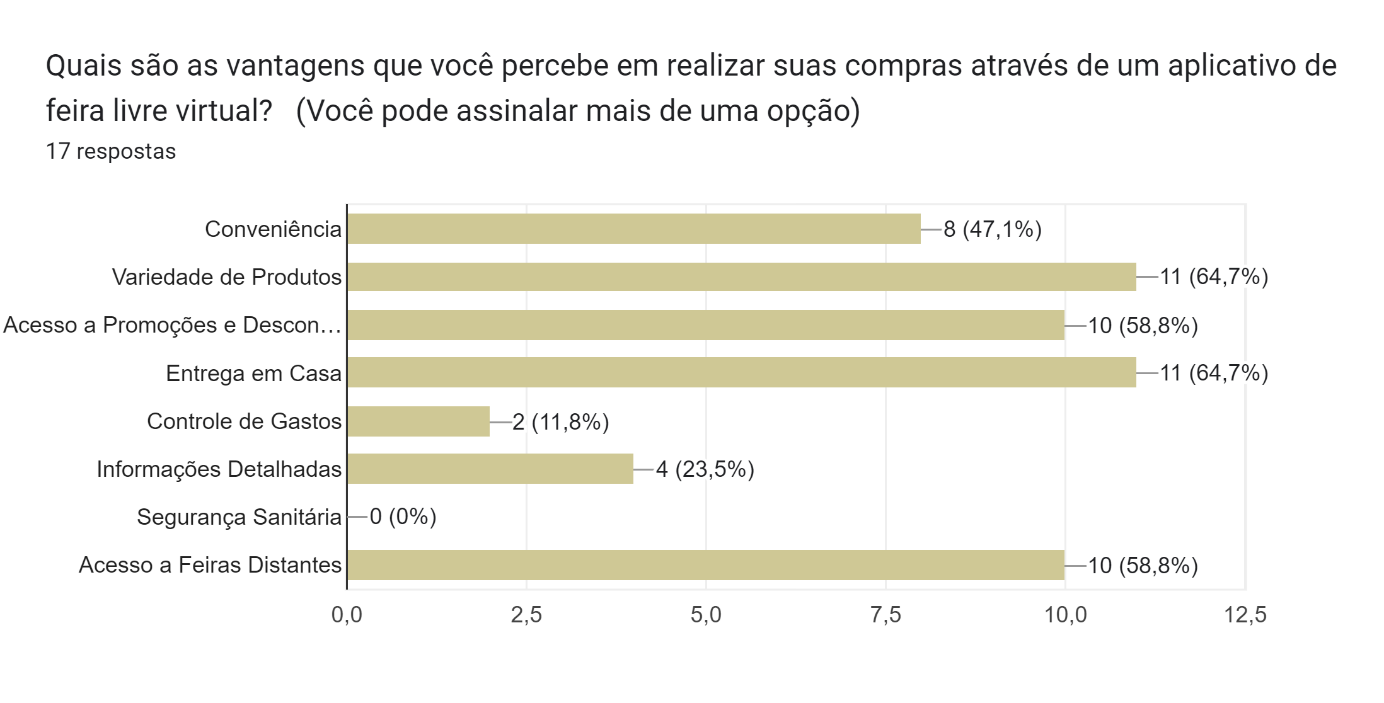 Quais são as vantagens que você percebe em realizar suas compras através de um aplicativo de
feira livre virtual?   (Você pode assinalar mais de uma opção)
17 respostas
Conveniência 8 (47,1%)
Variedade de Produtos 11 (64,7%)
Acesso a Promoções e Descon… 10 (58,8%)
Entrega em Casa 11 (64,7%)
Controle de Gastos 2 (11,8%)
Informações Detalhadas 4 (23,5%)
Segurança Sanitária 0 (0%)
Acesso a Feiras Distantes 10 (58,8%)
0,0 2,5 5,0 7,5 10,0 12,5